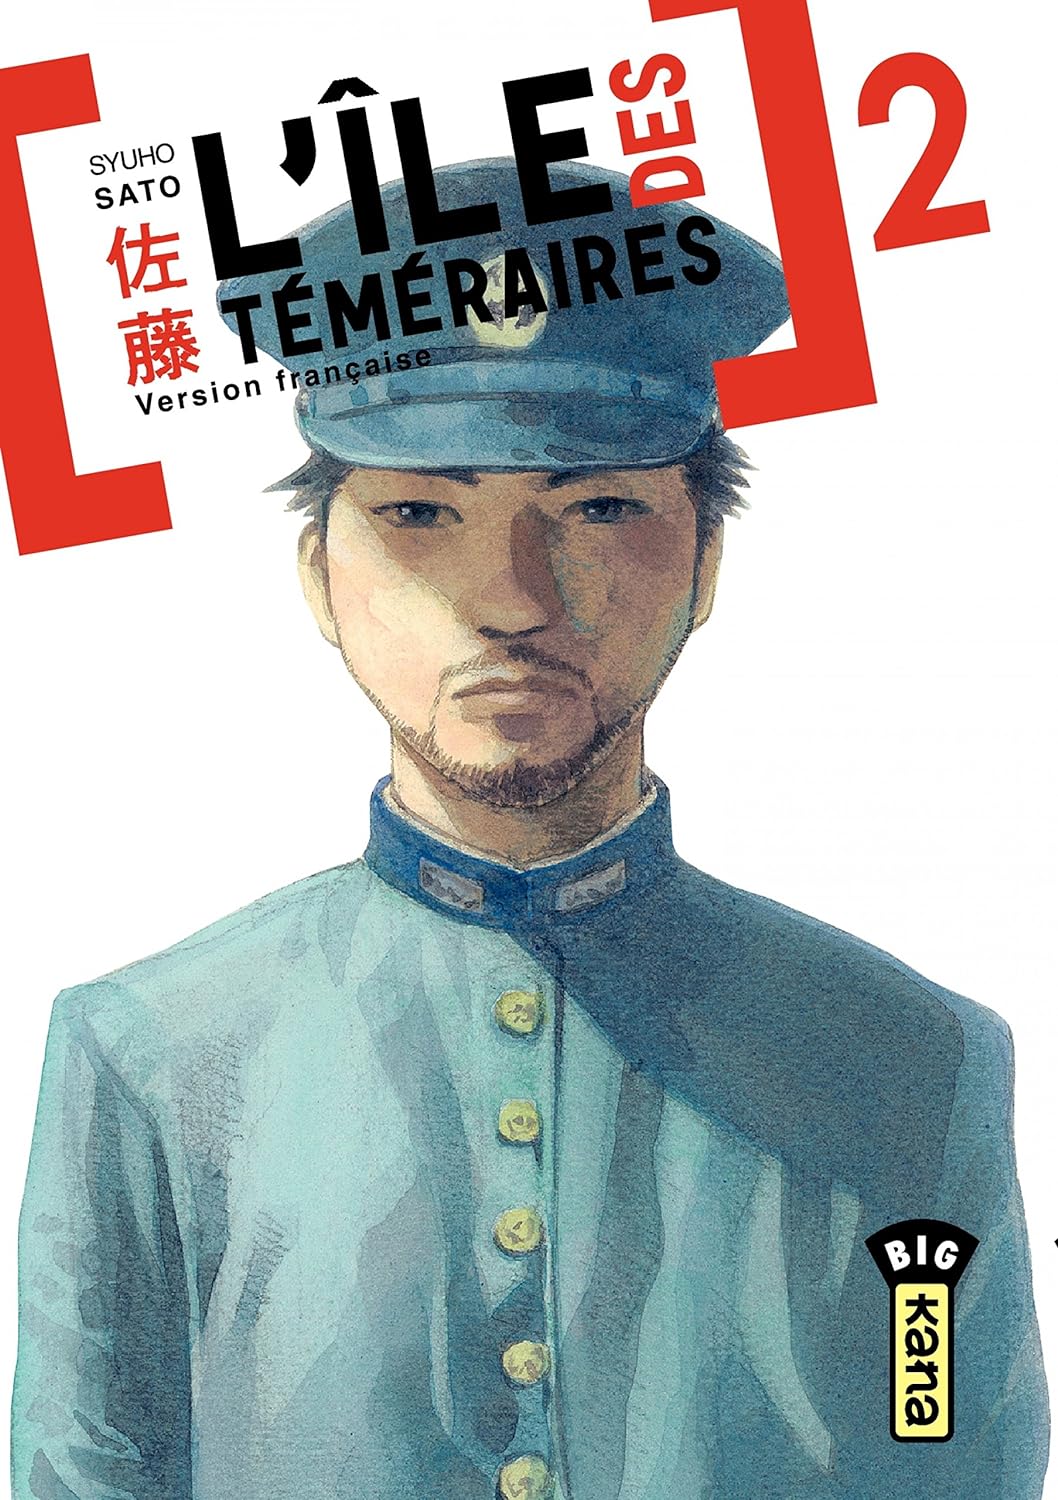 SYUHO
SATO
佐藤
L'ÎLE
DES
TÉMÉRAIRES
Version française
2
BIG
kana